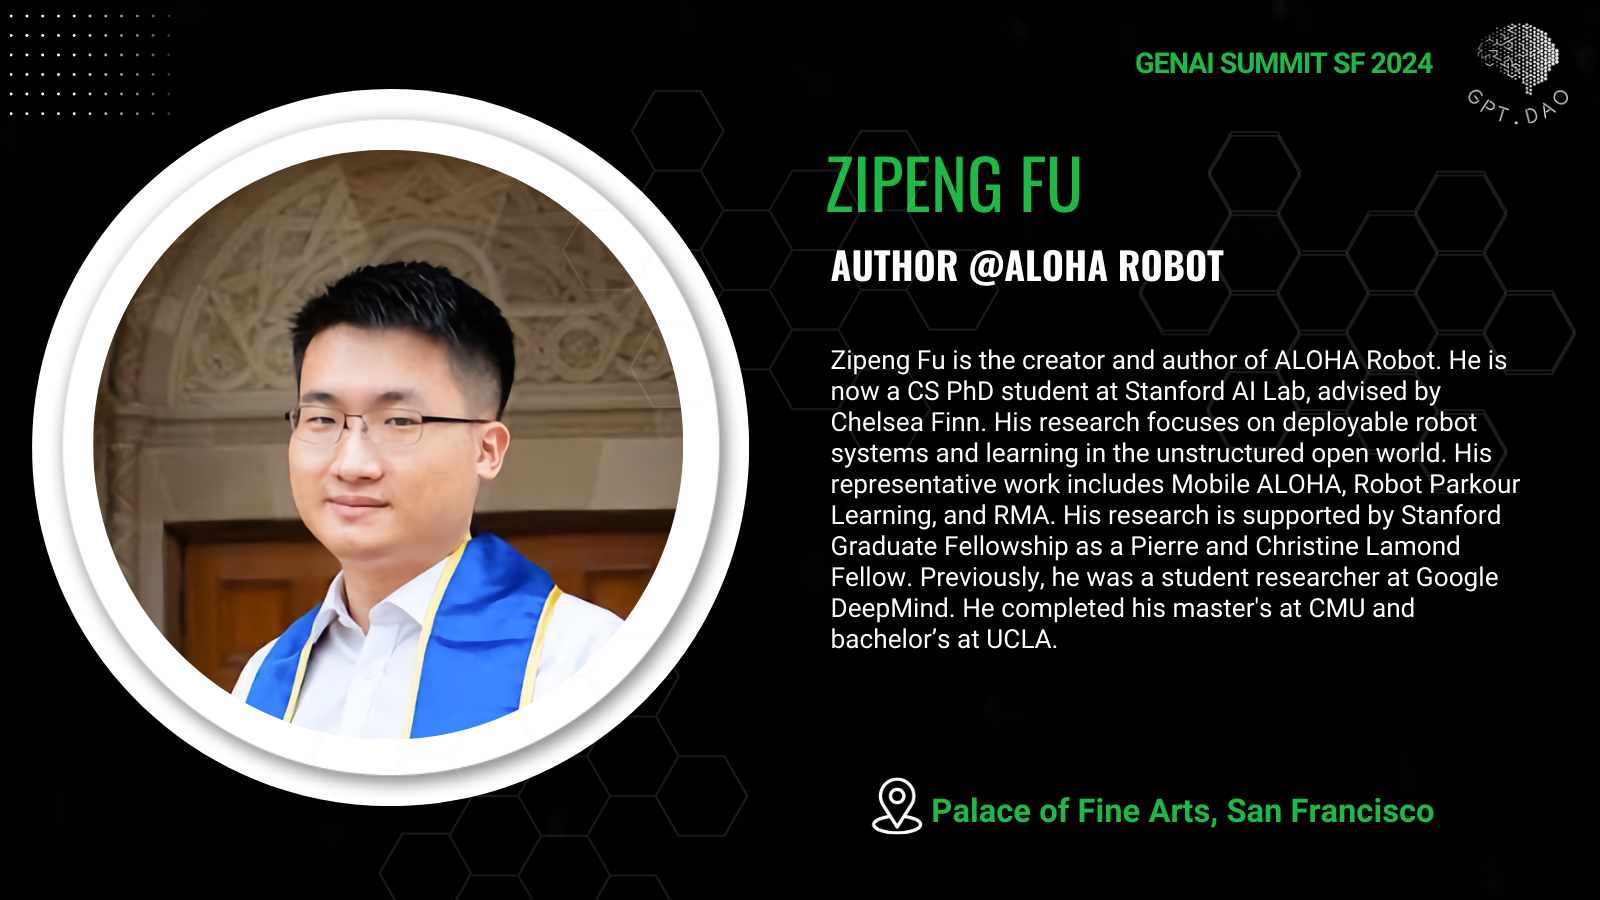 GENAI SUMMIT SF 2024
GPT.DAO
ZIPENG FU
AUTHOR @ALOHA ROBOT
Zipeng Fu is the creator and author of ALOHA Robot. He is
now a CS PhD student at Stanford AI Lab, advised by
Chelsea Finn. His research focuses on deployable robot
systems and learning in the unstructured open world. His
representative work includes Mobile ALOHA, Robot Parkour
Learning, and RMA. His research is supported by Stanford
Graduate Fellowship as a Pierre and Christine Lamond
Fellow. Previously, he was a student researcher at Google
DeepMind. He completed his master's at CMU and
bachelor’s at UCLA.
Palace of Fine Arts, San Francisco